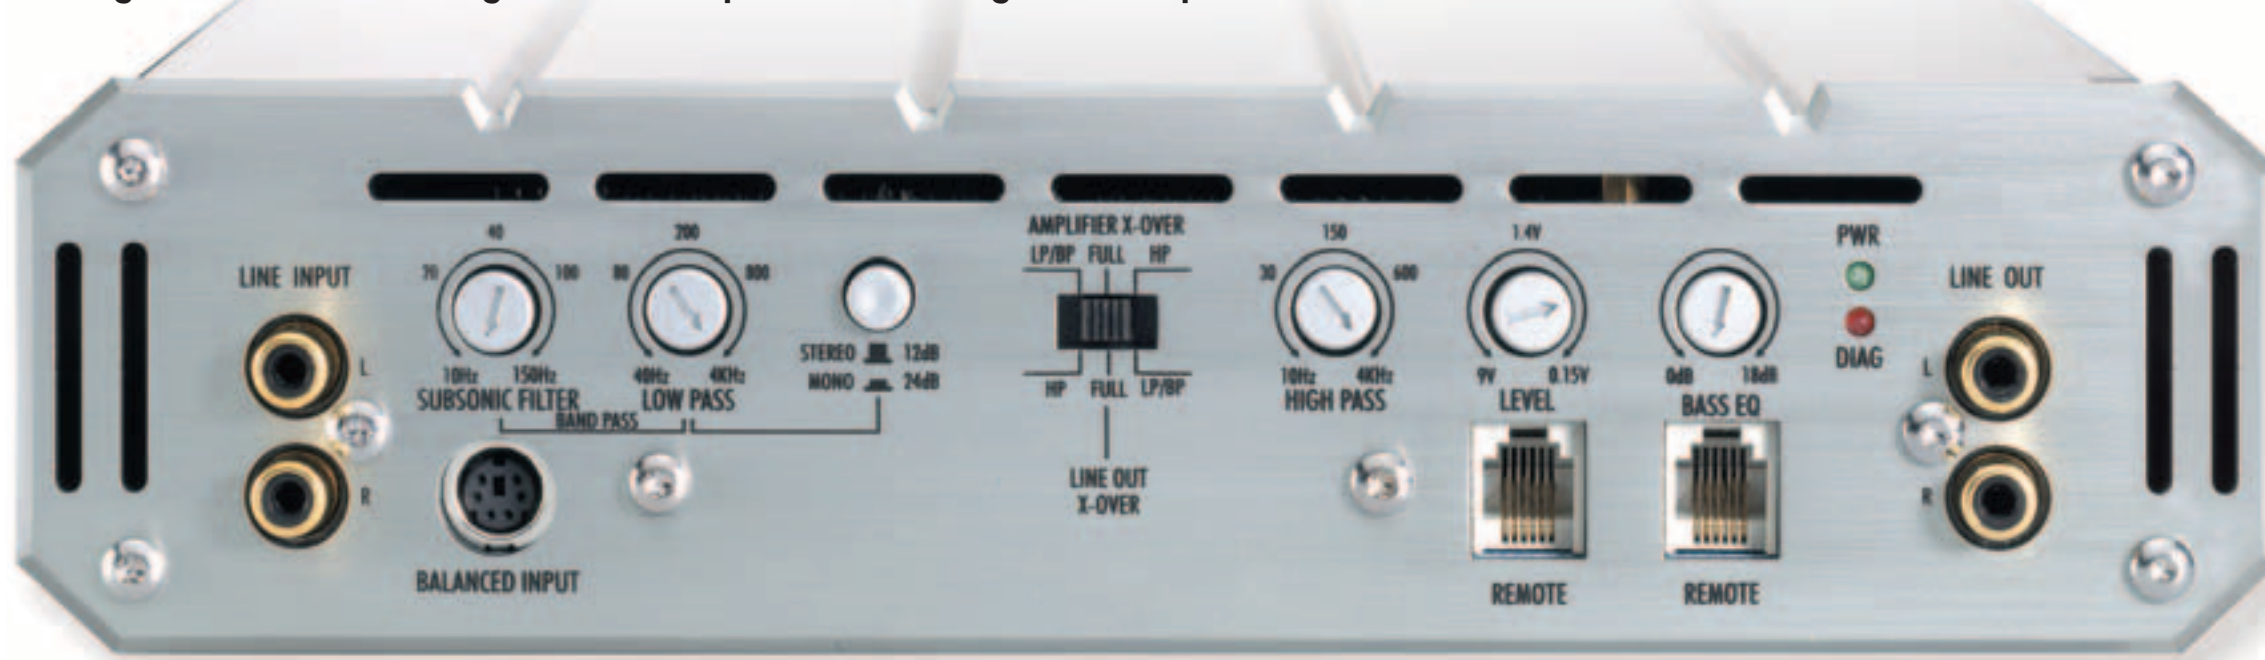 AMPLIFIER X-OVER
LP/BP FULL HP
LINE INPUT
L
R
40
20 100
10Hz 150Hz
SUBSONIC FILTER
200
80 800
40Hz 4KHz
LOW PASS
BAND PASS
STEREO 12dB
MONO 24dB
HP FULL LP/BP
LINE OUT
X-OVER
150
30 600
10Hz 4KHz
HIGH PASS
1.4V
9V 0.15V
LEVEL
0dB 18dB
BASS EQ
PWR
DIAG
LINE OUT
L
R
BALANCED INPUT
REMOTE
REMOTE